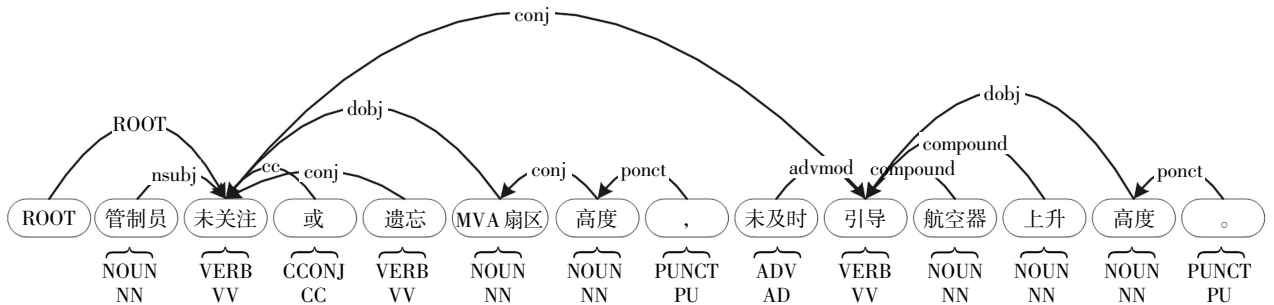 conj
dobj dobj
ROOT compound
nsubj cc conj conj ponct advmod compound ponct
ROOT 管制员 未关注 或 遗忘 MVA扇区 高度 , 未及时 引导 航空器 上升 高度 。
NOUN VERB CCONJ VERB NOUN NOUN PUNCT ADV VERB NOUN NOUN NOUN PUNCT
NN VV CC VV NN NN PU AD VV NN NN NN PU